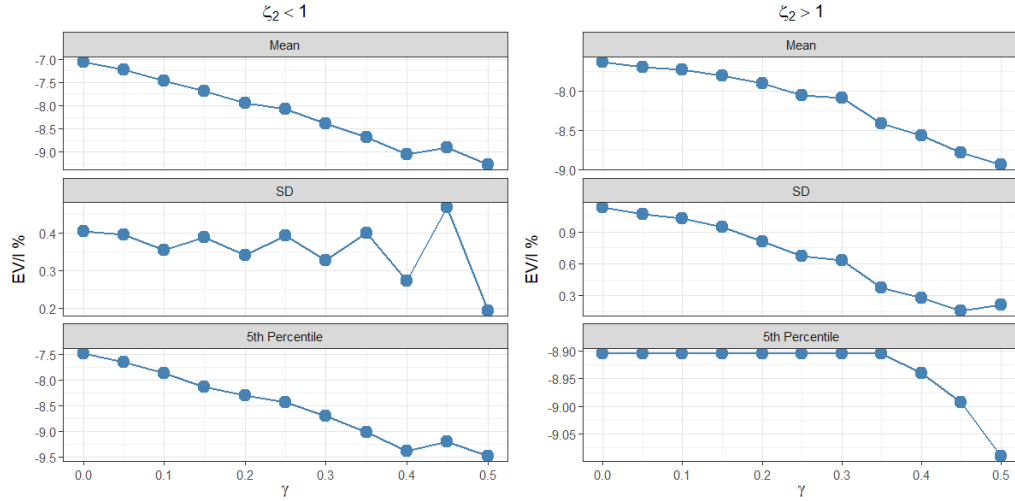 ζ₂ < 1
Mean
-7.0
-7.5
-8.0
-8.5
-9.0
SD
EV/I %
0.4
0.3
0.2
5th Percentile
-7.5
-8.0
-8.5
-9.0
-9.5
0.0 0.1 0.2 0.3 0.4 0.5
γ
ζ₂ > 1
Mean
-8.0
-8.5
-9.0
SD
EV/I %
0.9
0.6
0.3
5th Percentile
-8.90
-8.95
-9.00
-9.05
0.0 0.1 0.2 0.3 0.4 0.5
γ